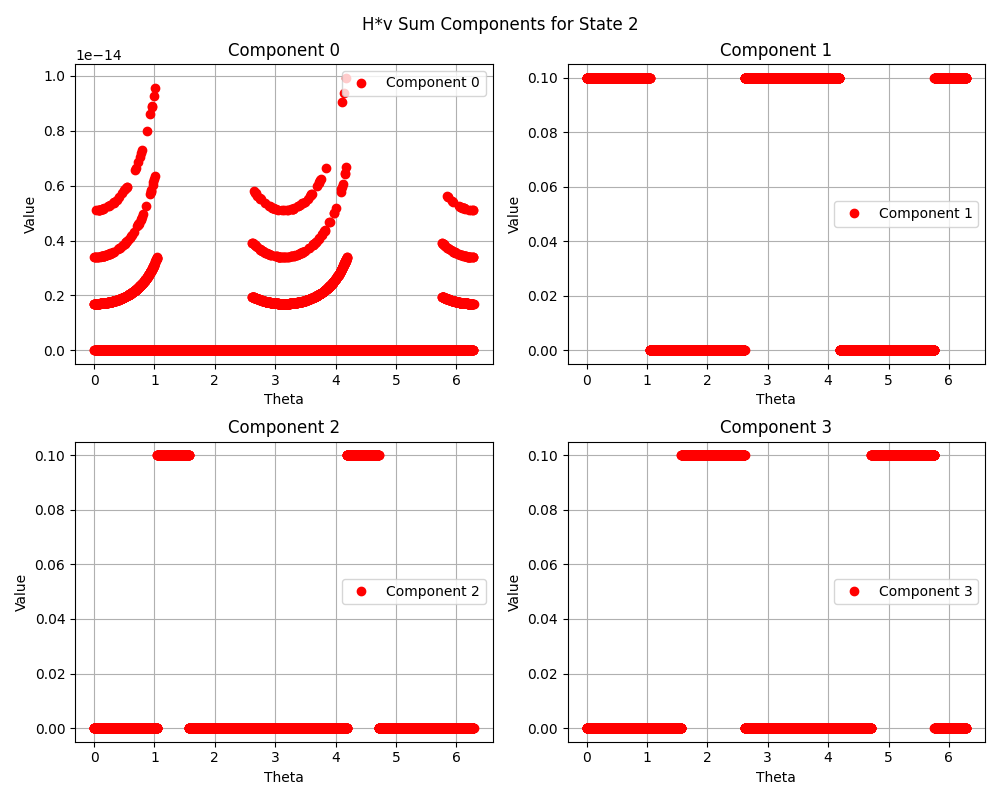 H*v Sum Components for State 2
Component 0
1e−14
1.0
0.8
0.6
0.4
0.2
0.0
Value
0 1 2 3 4 5 6
Theta
Component 0
Component 1
0.10
0.08
0.06
0.04
0.02
0.00
Value
0 1 2 3 4 5 6
Theta
Component 1
Component 2
0.10
0.08
0.06
0.04
0.02
0.00
Value
0 1 2 3 4 5 6
Theta
Component 2
Component 3
0.10
0.08
0.06
0.04
0.02
0.00
Value
0 1 2 3 4 5 6
Theta
Component 3